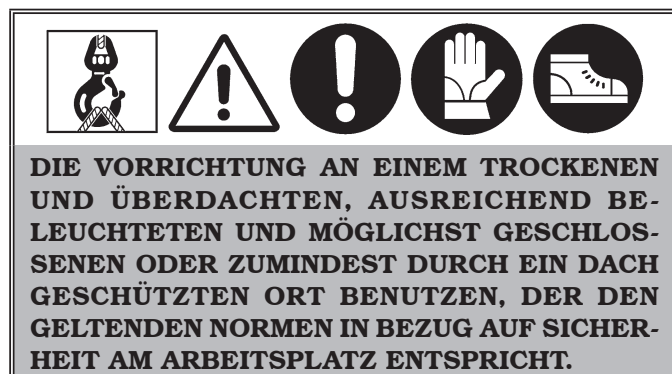 DIE VORRICHTUNG AN EINEM TROCKENEN
UND ÜBERDACHTEN, AUSREICHEND BE-
LEUCHTETEN UND MÖGLICHST GESCHLOS-
SENEN ODER ZUMINDEST DURCH EIN DACH
GESCHÜTZTEN ORT BENUTZEN, DER DEN
GELTENDEN NORMEN IN BEZUG AUF SICHER-
HEIT AM ARBEITSPLATZ ENTSPRICHT.